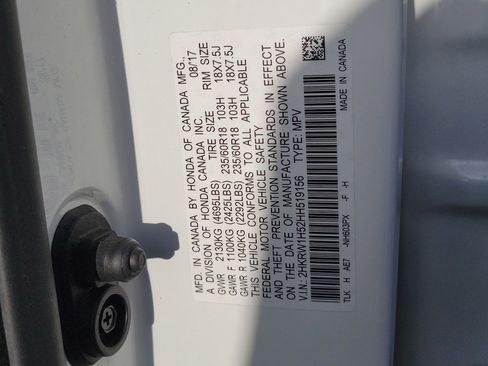 MFD. IN CANADA BY HONDA OF CANADA MFG., 08/17
A DIVISION OF HONDA CANADA INC.
TIRE SIZE RIM SIZE
GVWR 2130KG (4695LBS)
GAWR F 1100KG (2425LBS) 235/60R18 103H 18X7.5J
GAWR R 1040KG (2292LBS) 235/60R18 103H 18X7.5J
THIS VEHICLE CONFORMS TO ALL APPLICABLE
FEDERAL MOTOR VEHICLE SAFETY
AND THEFT PREVENTION STANDARDS IN EFFECT
ON THE DATE OF MANUFACTURE SHOWN ABOVE.
V.I.N: 2HKRW1H52HH519156 TYPE: MPV
TLK H AE7 -NH603PX -F -H MADE IN CANADA